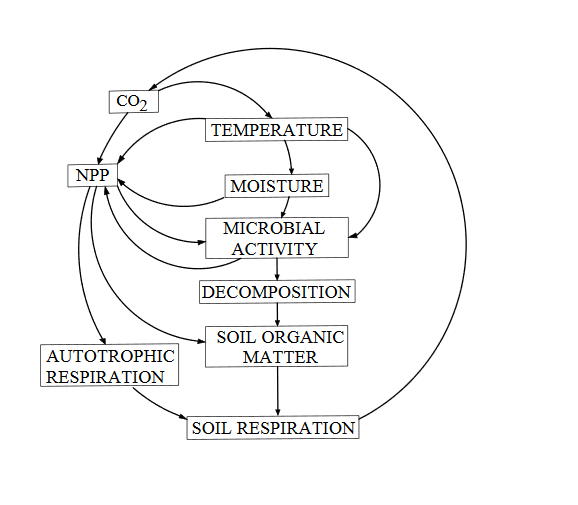 CO2
TEMPERATURE
NPP
MOISTURE
MICROBIAL
ACTIVITY
DECOMPOSITION
SOIL ORGANIC
MATTER
AUTOTROPHIC
RESPIRATION
SOIL RESPIRATION